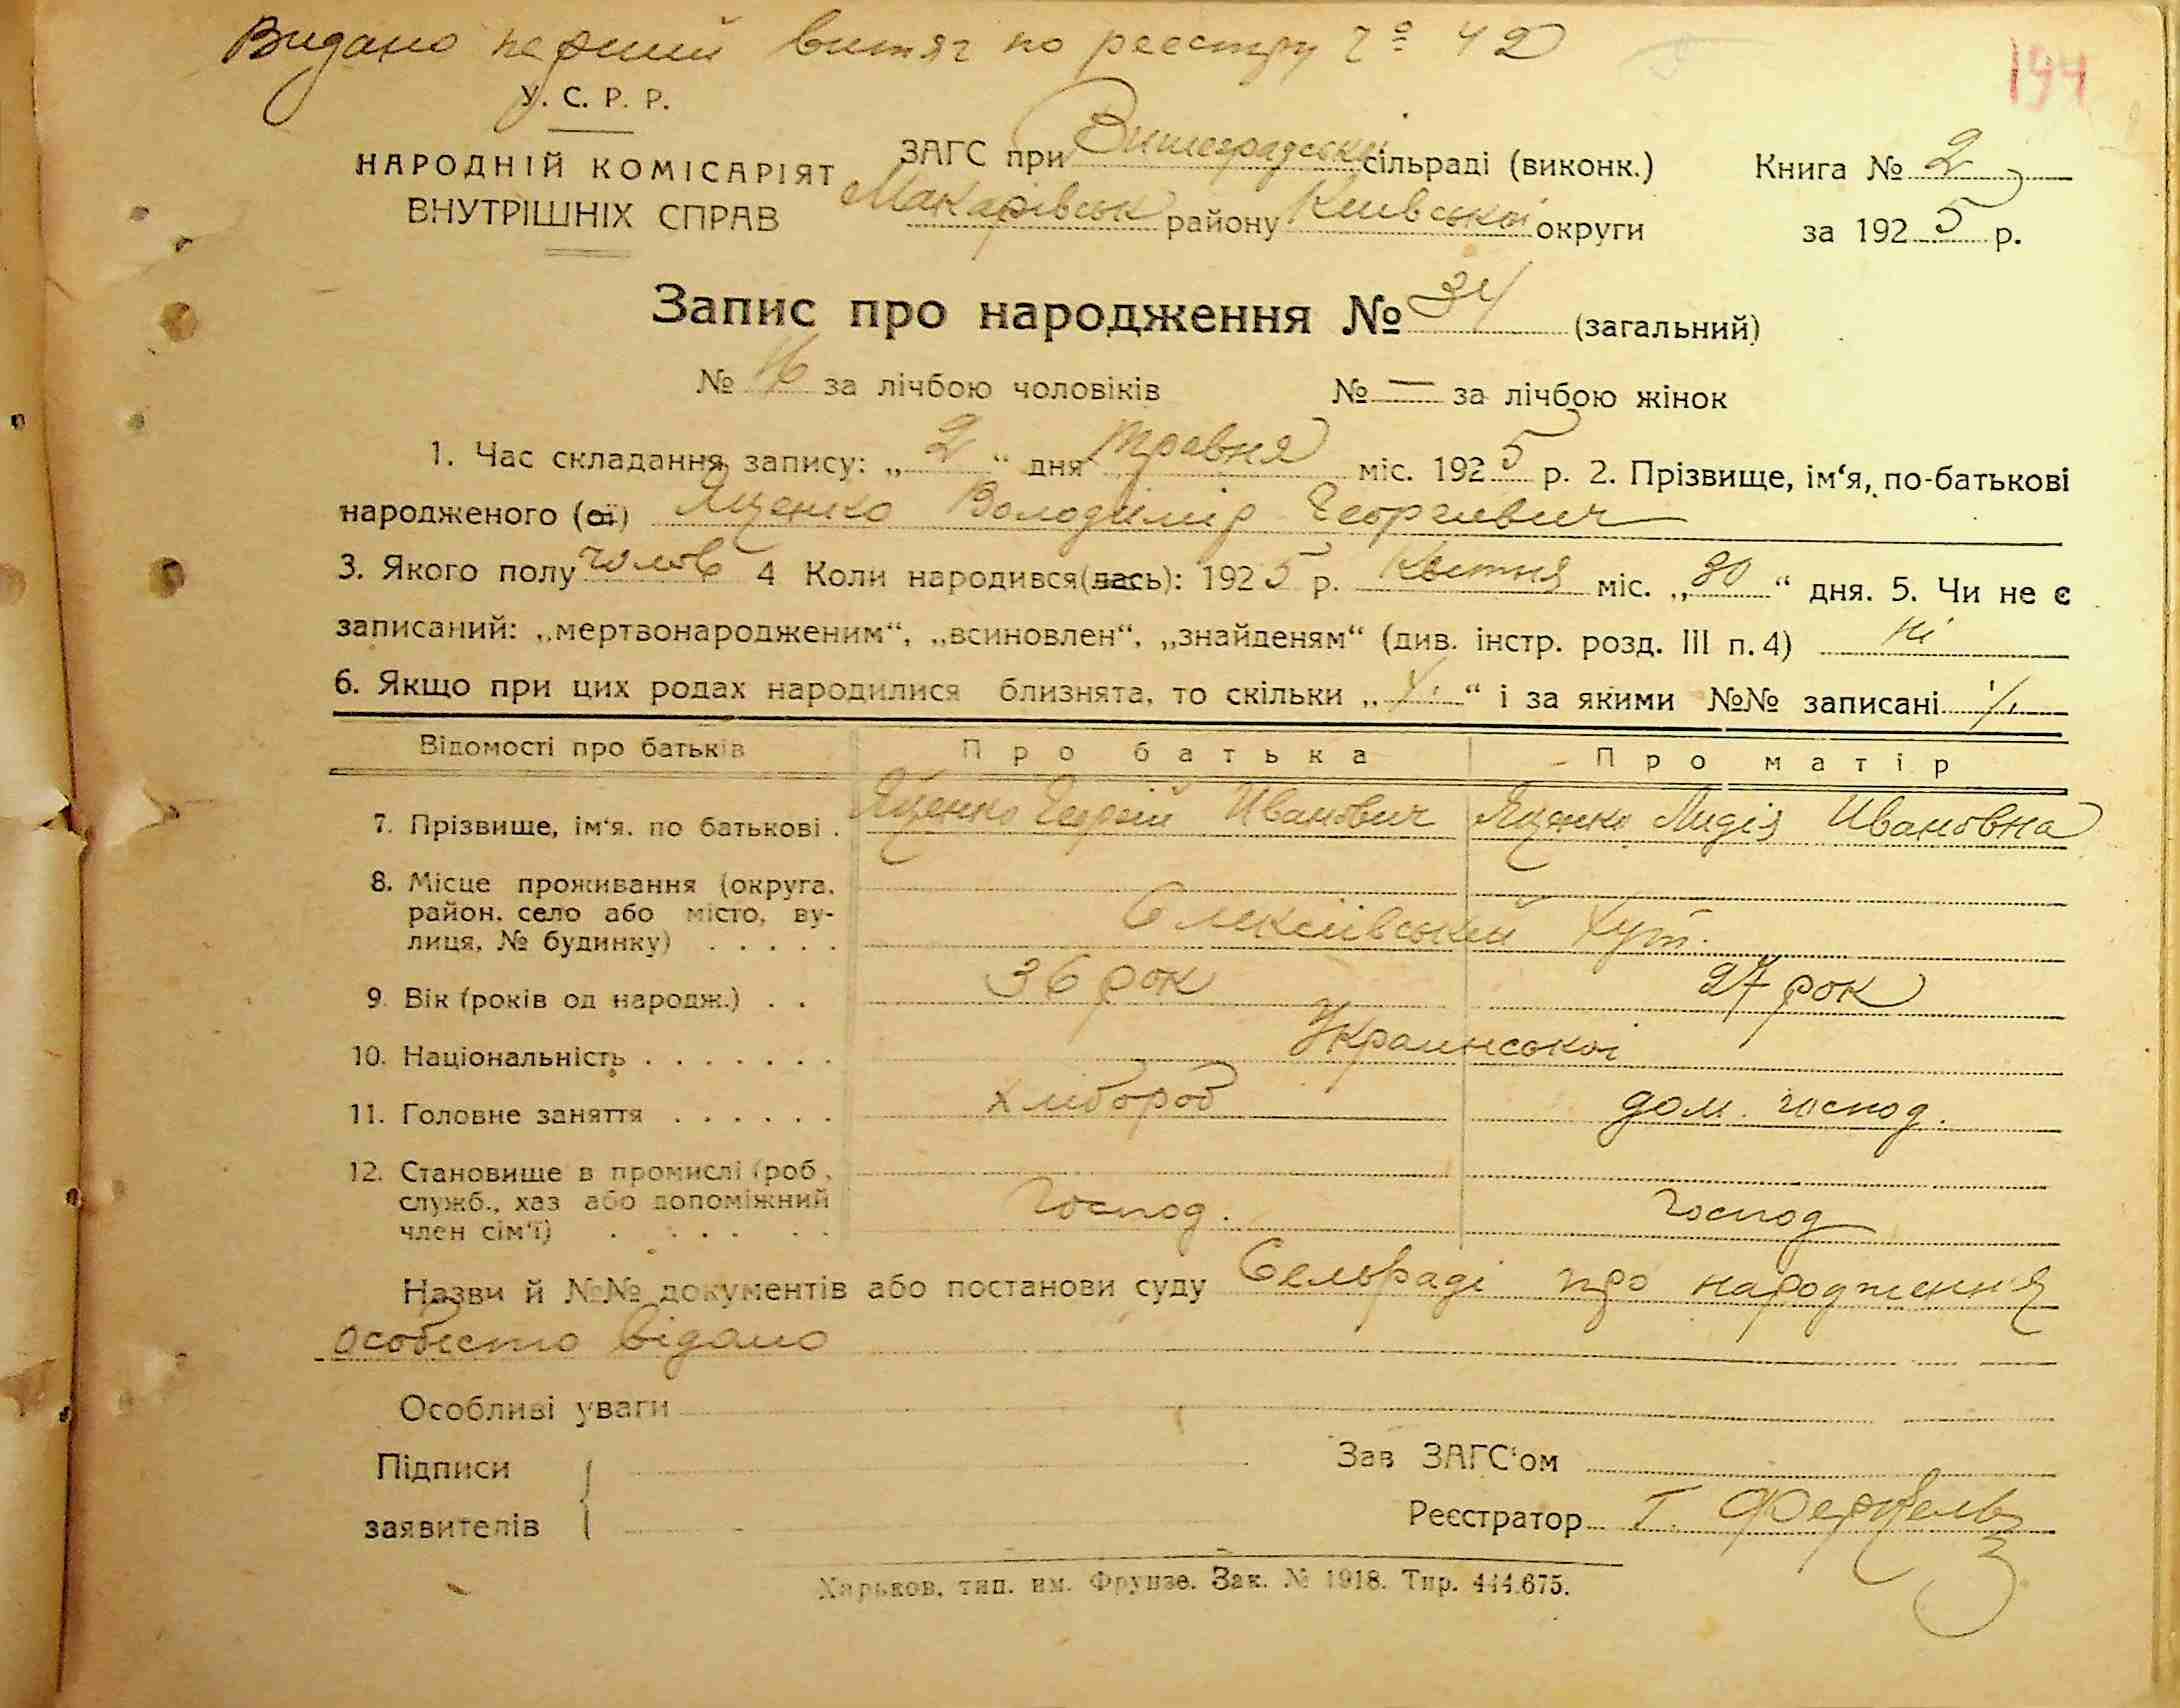 Видано перший витяг по реестру Чо 42
194
У. С. Р. Р.
НАРОДНІЙ КОМІСАРІЯТ
ВНУТРІШНІХ СПРАВ
ЗАГС при Вишеградській сільраді (виконк.)
Макарівськ району Київської округи
Книга № 2
за 1925 р.
Запис про народження № 34 (загальний)
№ 16 за лічбою чоловіків № — за лічбою жінок
1. Час складання запису: „ 2 “ дня травня міс. 1925 р. 2. Прізвище, ім‘я, по-батькові
народженого (ої) Яценко Володимір Георгиевич
3. Якого полу чолов 4 Коли народився(лась): 1925 р. Квітня міс. „30“ дня. 5. Чи не є
записаний: „мертвонародженим“, „всиновлен“, „знайденям“ (див. інстр. розд. III п. 4) ні
6. Якщо при цих родах народилися близнята, то скільки „ “ і за якими №№ записані
Відомості про батьків Про батька Про матір
7. Прізвище, ім‘я, по батькові . Яценко Георгій Иванович Яценко Лидія Ивановна
8. Місце проживання (округа,
район, село або місто, ву-
лиця, № будинку) . . . . . Олексіївський Хут.
9. Вік (років од народж.) . . 36 рок 27 рок
10. Національність . . . . . . . Украинської
11. Головне заняття . . . . . . хлібороб дом. господ.
12. Становище в промислі (роб.,
служб., хаз або допоміжний
член сім‘ї) . . . . . . Господ. Господ
Назви й №№ документів або постанови суду Сельраді про народження
особисто відомо
Особливі уваги
Підписи
заявителів
Зав ЗАГС‘ом
Реєстратор Т.
Харьков, тип. им. Фрунзе. Зак. № 1918. Тир. 444.675.